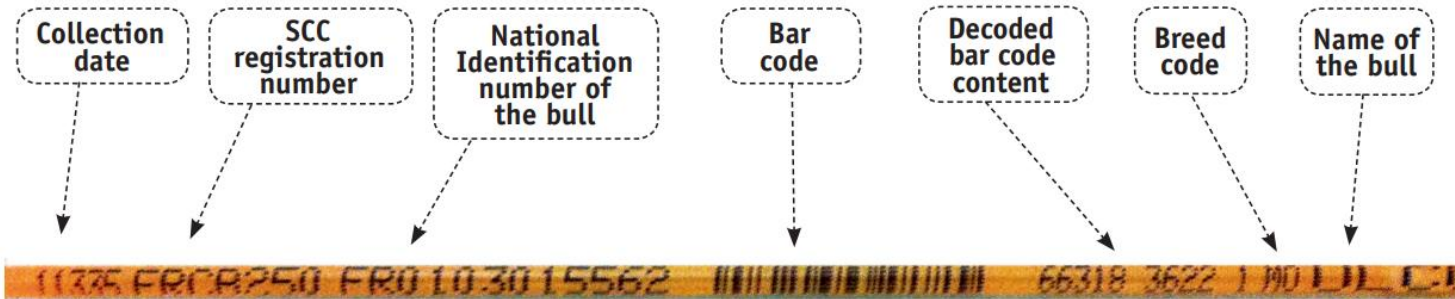 Collection
date
SCC
registration
number
National
Identification
number of
the bull
Bar
code
Decoded
bar code
content
Breed
code
Name of
the bull
11335 FRCA250 FR0103015562 66318 3622 1 MO